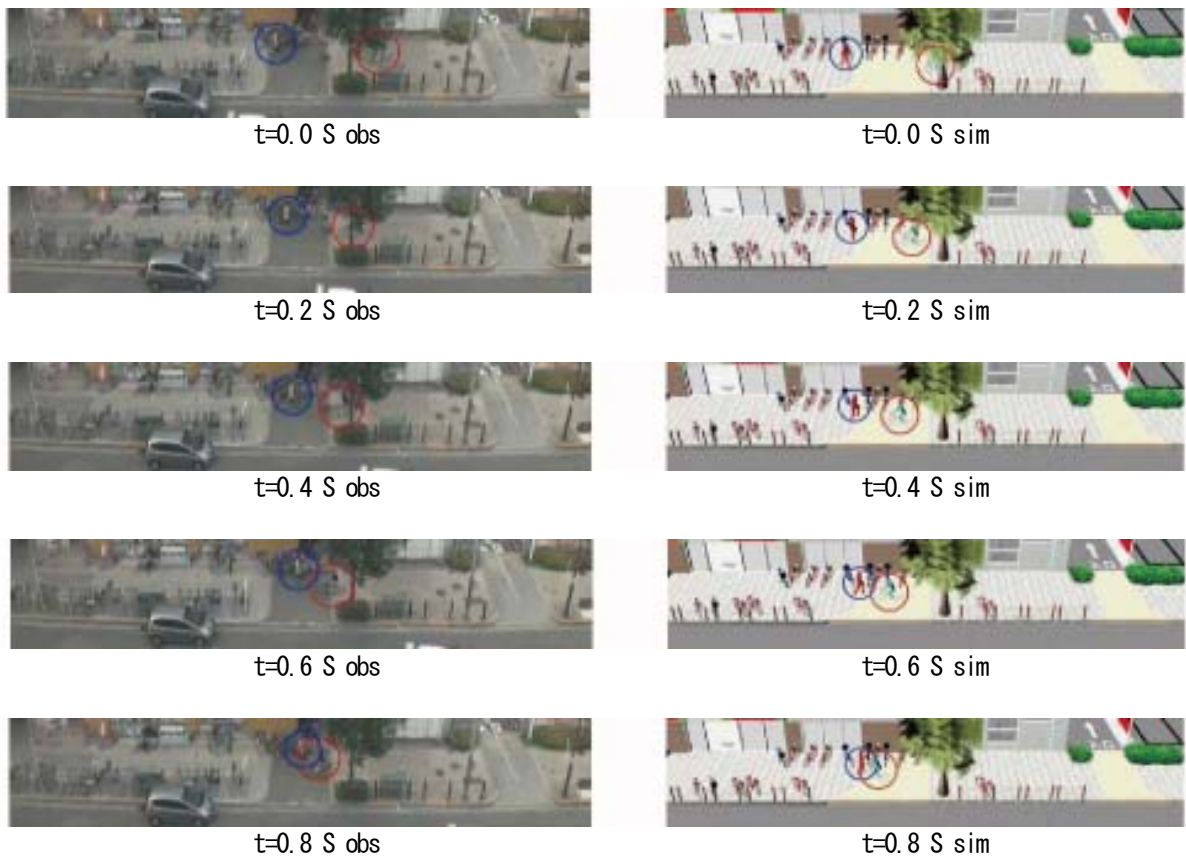 t=0.0 S obs
t=0.0 S sim
t=0.2 S obs
t=0.2 S sim
t=0.4 S obs
t=0.4 S sim
t=0.6 S obs
t=0.6 S sim
t=0.8 S obs
t=0.8 S sim